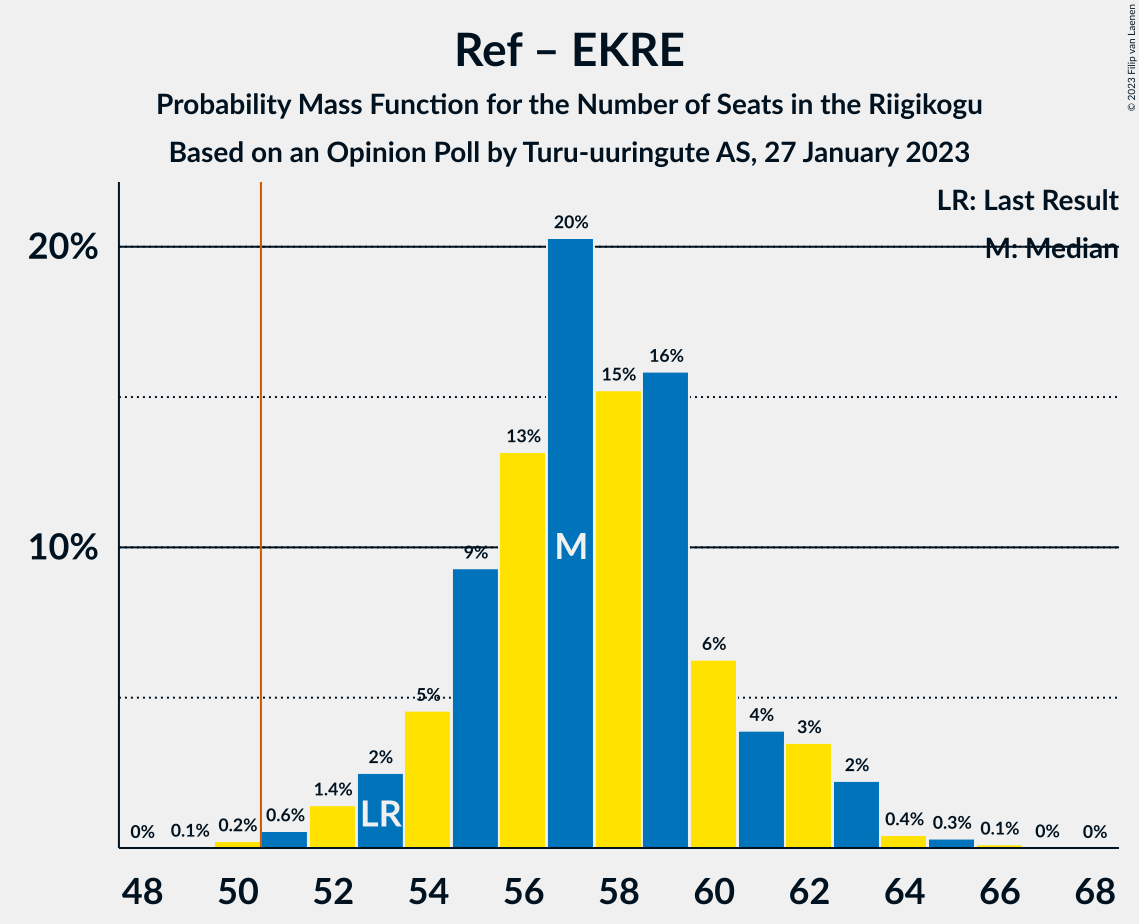 Ref – EKRE
Probability Mass Function for the Number of Seats in the Riigikogu
Based on an Opinion Poll by Turu-uuringute AS, 27 January 2023
© 2023 Filip van Laenen
LR: Last Result
M: Median
20%
10%
0%
0.1%
0.2%
0.6%
1.4%
2%
5%
9%
13%
20%
15%
16%
6%
4%
3%
2%
0.4%
0.3%
0.1%
0%
0%
LR
M
48 50 52 54 56 58 60 62 64 66 68